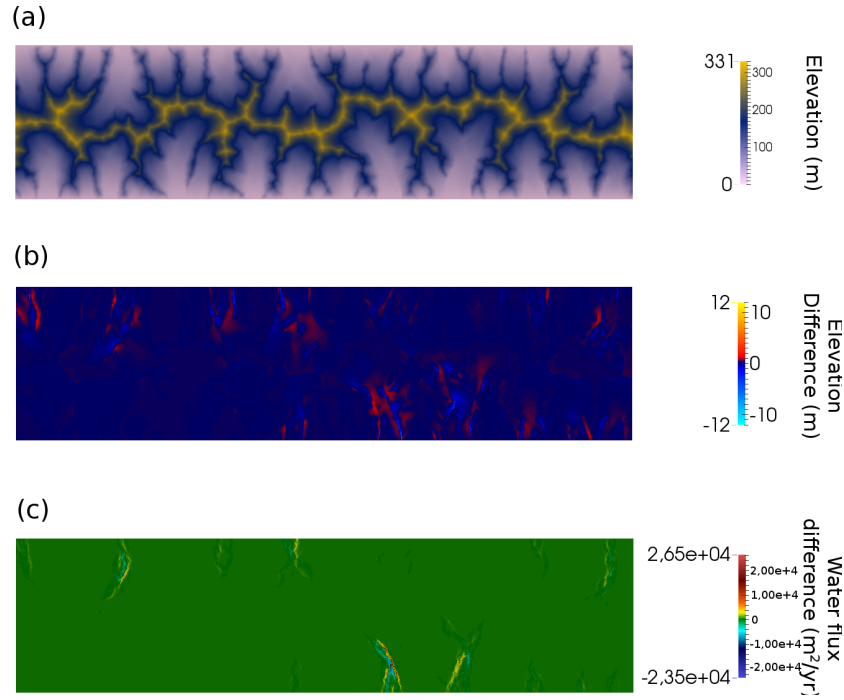 (a)
331
300
200
100
0
Elevation (m)
(b)
12
10
0
-10
-12
Elevation
Difference (m)
(c)
2,65e+04
2,00e+4
1,00e+4
0
-1,00e+4
-2,00e+4
-2,35e+04
Water flux
difference (m²/yr)